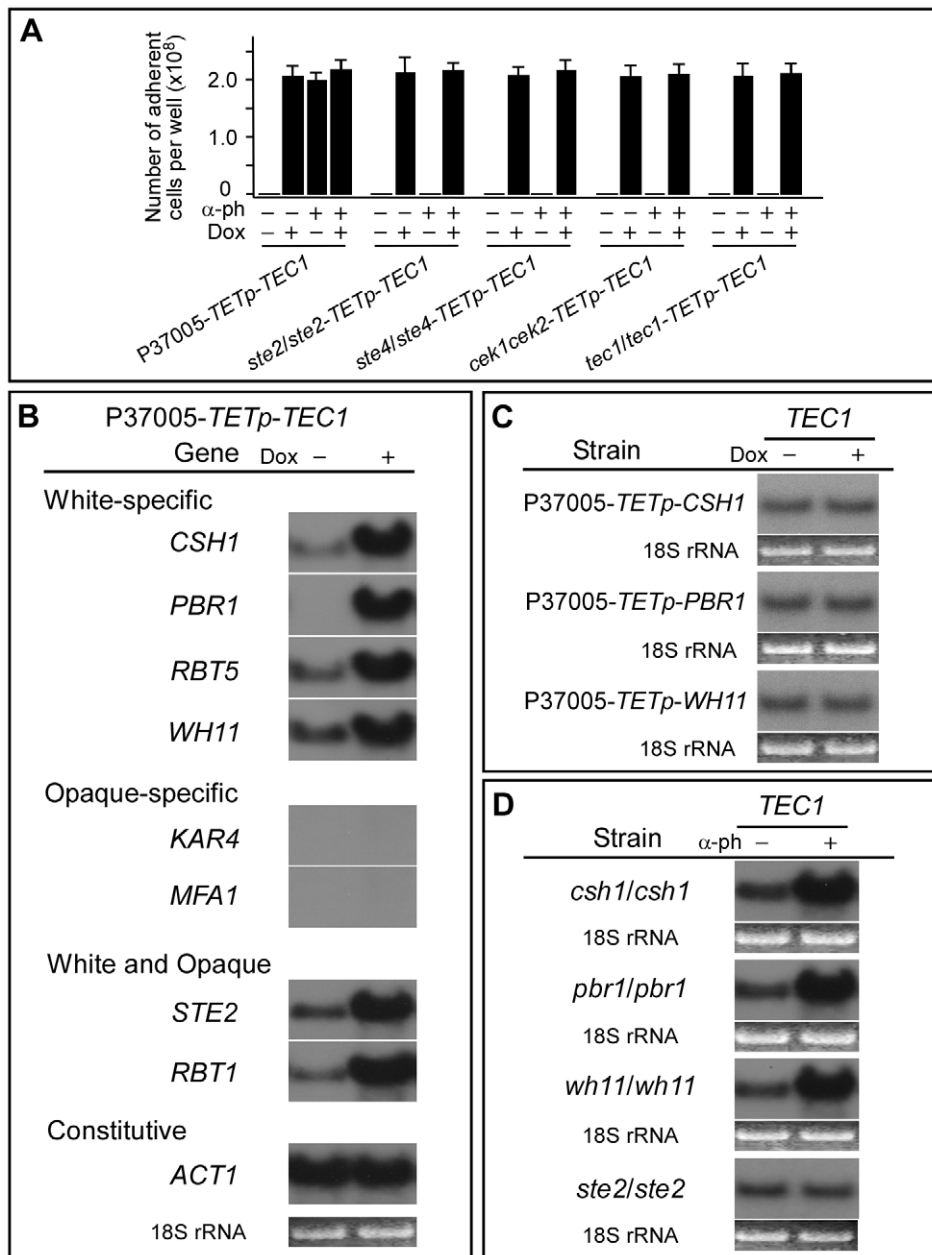 A
Number of adherent
cells per well (x10⁸)
2.0
1.0
0
α-ph – – + + – – + + – – + + – – + + – – + +
Dox – + – + – + – + – + – + – + – + – + – +
P37005-TETp-TEC1
ste2/ste2-TETp-TEC1
ste4/ste4-TETp-TEC1
cek1cek2-TETp-TEC1
tec1/tec1-TETp-TEC1
B
P37005-TETp-TEC1
Gene Dox – +
White-specific
CSH1
PBR1
RBT5
WH11
Opaque-specific
KAR4
MFA1
White and Opaque
STE2
RBT1
Constitutive
ACT1
18S rRNA
C
TEC1
Strain Dox – +
P37005-TETp-CSH1
18S rRNA
P37005-TETp-PBR1
18S rRNA
P37005-TETp-WH11
18S rRNA
D
TEC1
Strain α-ph – +
csh1/csh1
18S rRNA
pbr1/pbr1
18S rRNA
wh11/wh11
18S rRNA
ste2/ste2
18S rRNA